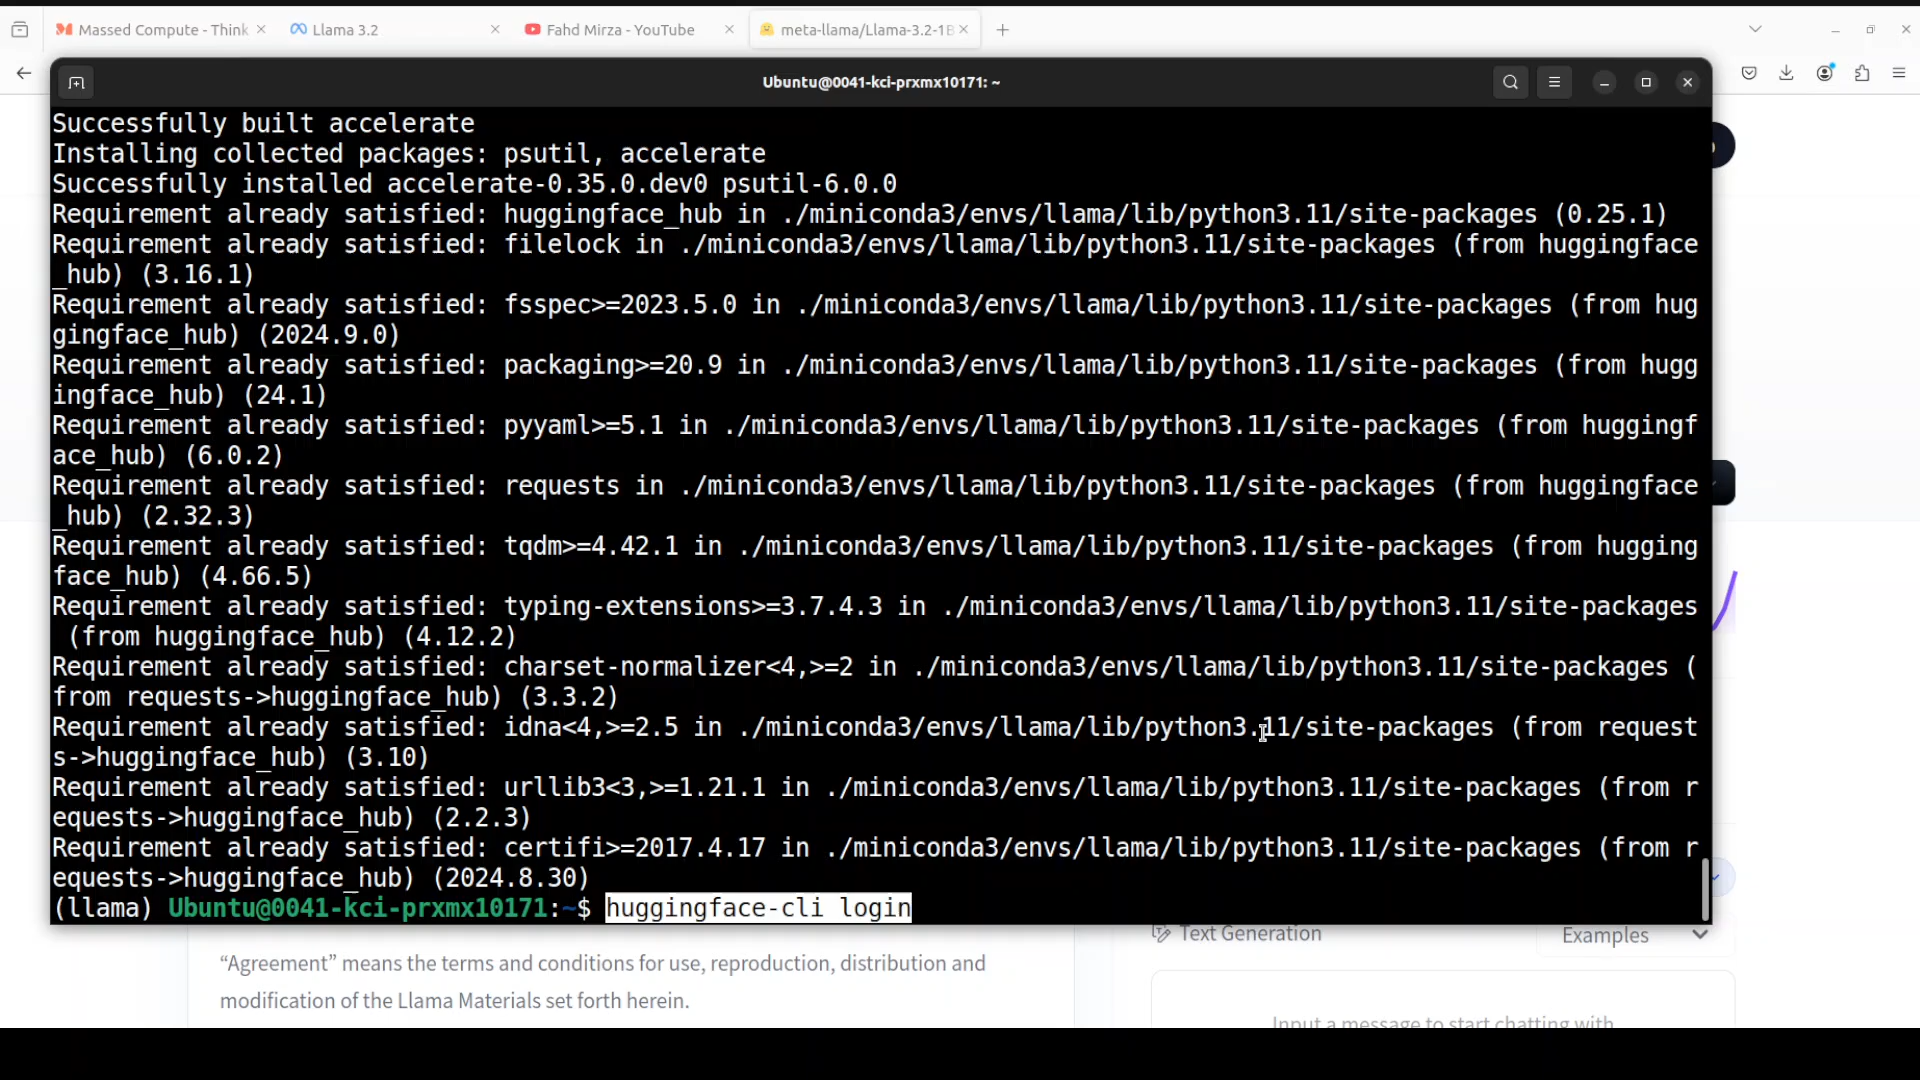 Massed Compute - Think
Llama 3.2
Fahd Mirza - YouTube
meta-llama/Llama-3.2-1B
Ubuntu@0041-kci-prxmx10171: ~
Successfully built accelerate
Installing collected packages: psutil, accelerate
Successfully installed accelerate-0.35.0.dev0 psutil-6.0.0
Requirement already satisfied: huggingface_hub in ./miniconda3/envs/llama/lib/python3.11/site-packages (0.25.1)
Requirement already satisfied: filelock in ./miniconda3/envs/llama/lib/python3.11/site-packages (from huggingface
_hub) (3.16.1)
Requirement already satisfied: fsspec>=2023.5.0 in ./miniconda3/envs/llama/lib/python3.11/site-packages (from hug
gingface_hub) (2024.9.0)
Requirement already satisfied: packaging>=20.9 in ./miniconda3/envs/llama/lib/python3.11/site-packages (from hugg
ingface_hub) (24.1)
Requirement already satisfied: pyyaml>=5.1 in ./miniconda3/envs/llama/lib/python3.11/site-packages (from huggingf
ace_hub) (6.0.2)
Requirement already satisfied: requests in ./miniconda3/envs/llama/lib/python3.11/site-packages (from huggingface
_hub) (2.32.3)
Requirement already satisfied: tqdm>=4.42.1 in ./miniconda3/envs/llama/lib/python3.11/site-packages (from hugging
face_hub) (4.66.5)
Requirement already satisfied: typing-extensions>=3.7.4.3 in ./miniconda3/envs/llama/lib/python3.11/site-packages
(from huggingface_hub) (4.12.2)
Requirement already satisfied: charset-normalizer<4,>=2 in ./miniconda3/envs/llama/lib/python3.11/site-packages (
from requests->huggingface_hub) (3.3.2)
Requirement already satisfied: idna<4,>=2.5 in ./miniconda3/envs/llama/lib/python3.11/site-packages (from request
s->huggingface_hub) (3.10)
Requirement already satisfied: urllib3<3,>=1.21.1 in ./miniconda3/envs/llama/lib/python3.11/site-packages (from r
equests->huggingface_hub) (2.2.3)
Requirement already satisfied: certifi>=2017.4.17 in ./miniconda3/envs/llama/lib/python3.11/site-packages (from r
equests->huggingface_hub) (2024.8.30)
(llama) Ubuntu@0041-kci-prxmx10171:~$ huggingface-cli login
Text Generation
Examples
“Agreement” means the terms and conditions for use, reproduction, distribution and
modification of the Llama Materials set forth herein.
Input a message to start chatting with